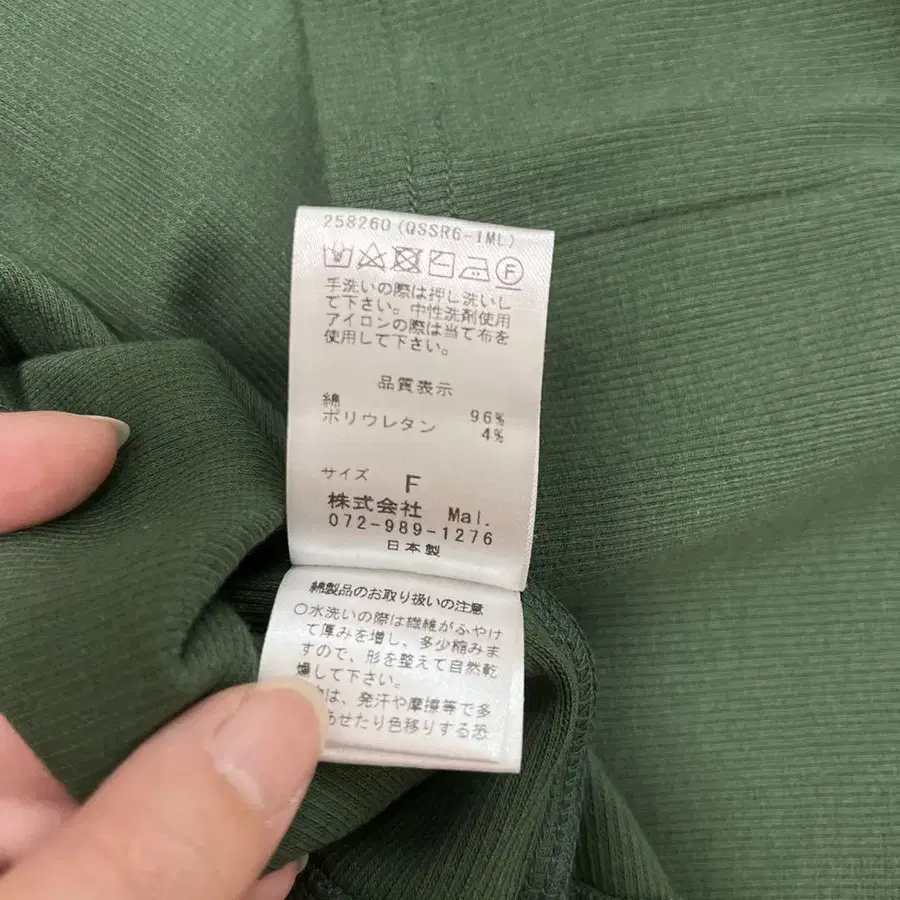 258260(QSSR6-1ML)
F
手洗いの際は押し洗いし
て下さい。中性洗剤使用
アイロンの際は当て布を
使用して下さい。
品質表示
綿 96%
ポリウレタン 4%
サイズ F
株式会社 Mal.
072-989-1276
日本製
綿製品のお取り扱いの注意
○水洗いの際は繊維がふやけ
て厚みを増し、多少縮みま
すので、形を整えて自然乾
燥して下さい。
は、発汗や摩擦等で多
あせたり色移りする恐